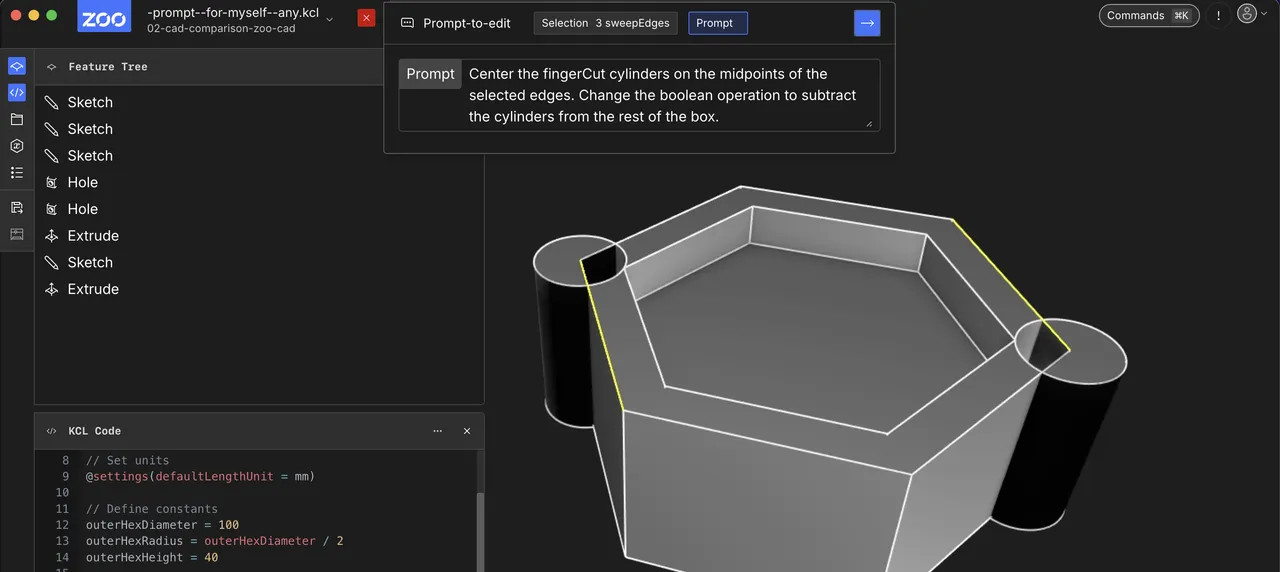 ZOO
-prompt--for-myself--any.kcl
02-cad-comparison-zoo-cad
Prompt-to-edit
Selection 3 sweepEdges
Prompt
Commands ⌘K
!
Prompt
Center the fingerCut cylinders on the midpoints of the
selected edges. Change the boolean operation to subtract
the cylinders from the rest of the box.
Feature Tree
Sketch
Sketch
Sketch
Hole
Hole
Extrude
Sketch
Extrude
KCL Code
8 // Set units
9 @settings(defaultLengthUnit = mm)
10
11 // Define constants
12 outerHexDiameter = 100
13 outerHexRadius = outerHexDiameter / 2
14 outerHexHeight = 40